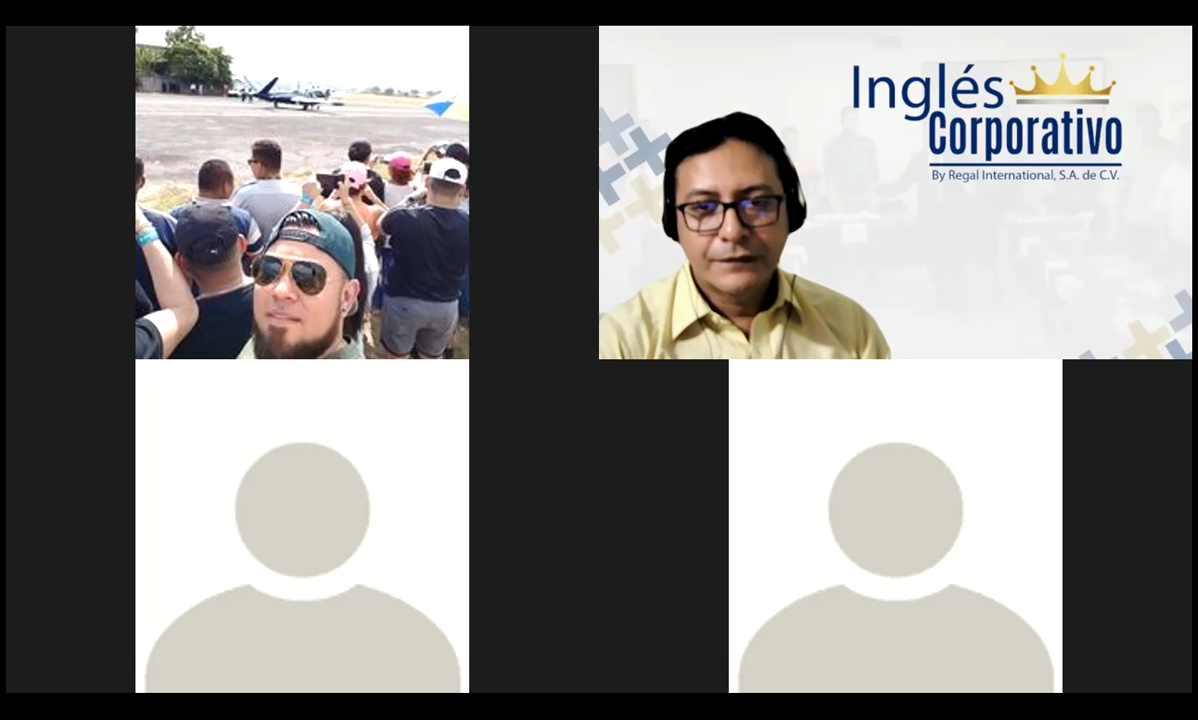 Inglés
Corporativo
By Regal International, S.A. de C.V.